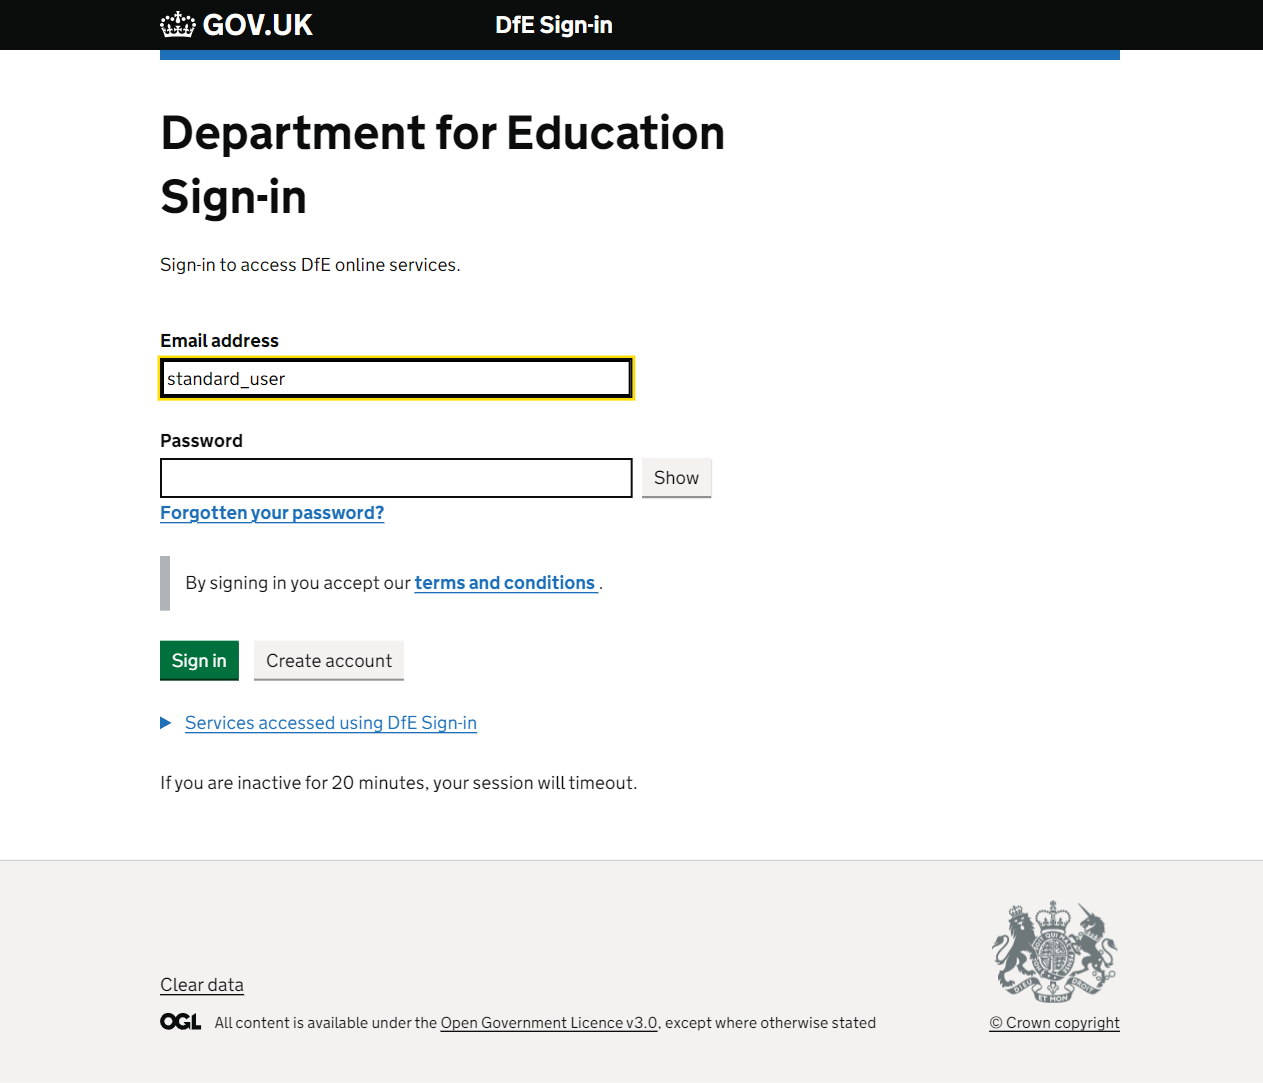 GOV.UK DfE Sign-in
Department for Education
Sign-in
Sign-in to access DfE online services.
Email address
standard_user
Password
Show
Forgotten your password?
By signing in you accept our terms and conditions .
Sign in Create account
Services accessed using DfE Sign-in
If you are inactive for 20 minutes, your session will timeout.
Clear data
OGL All content is available under the Open Government Licence v3.0, except where otherwise stated
© Crown copyright